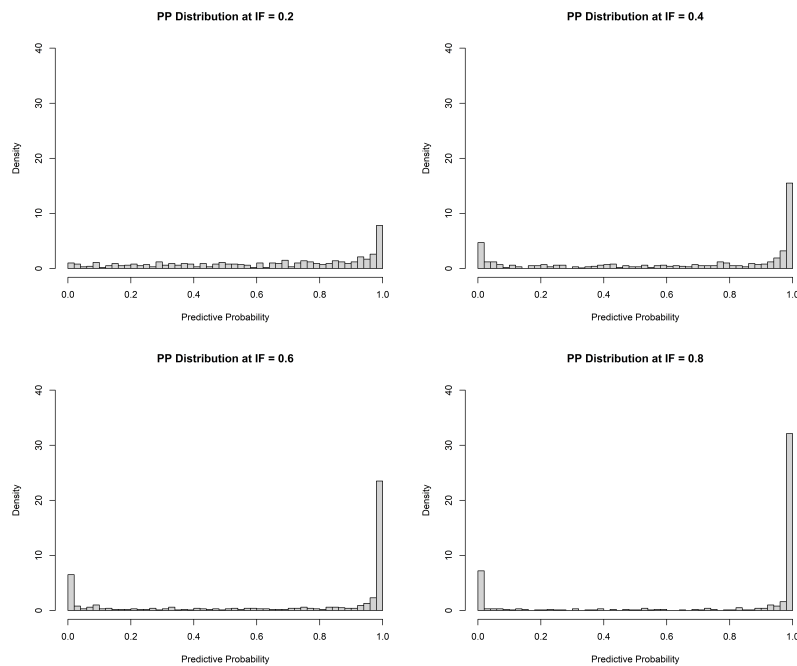 PP Distribution at IF = 0.2
40
30
20
10
0
Density
0.0 0.2 0.4 0.6 0.8 1.0
Predictive Probability
PP Distribution at IF = 0.4
40
30
20
10
0
Density
0.0 0.2 0.4 0.6 0.8 1.0
Predictive Probability
PP Distribution at IF = 0.6
40
30
20
10
0
Density
0.0 0.2 0.4 0.6 0.8 1.0
Predictive Probability
PP Distribution at IF = 0.8
40
30
20
10
0
Density
0.0 0.2 0.4 0.6 0.8 1.0
Predictive Probability